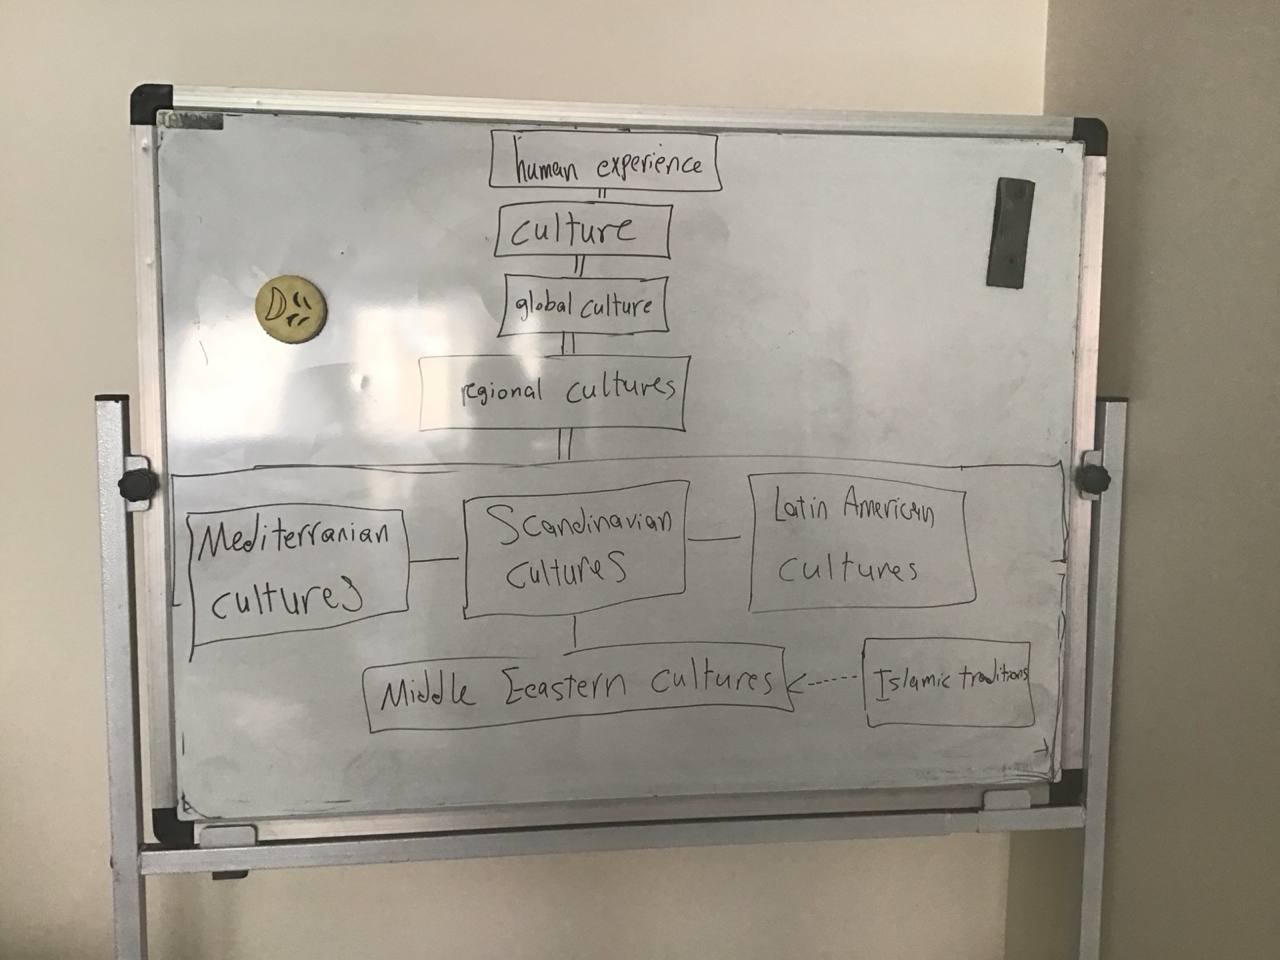 human experience
culture
global culture
regional cultures
Mediterranian
cultures
Scandinavian
cultures
Latin American
cultures
Middle Eeastern cultures
Islamic traditions